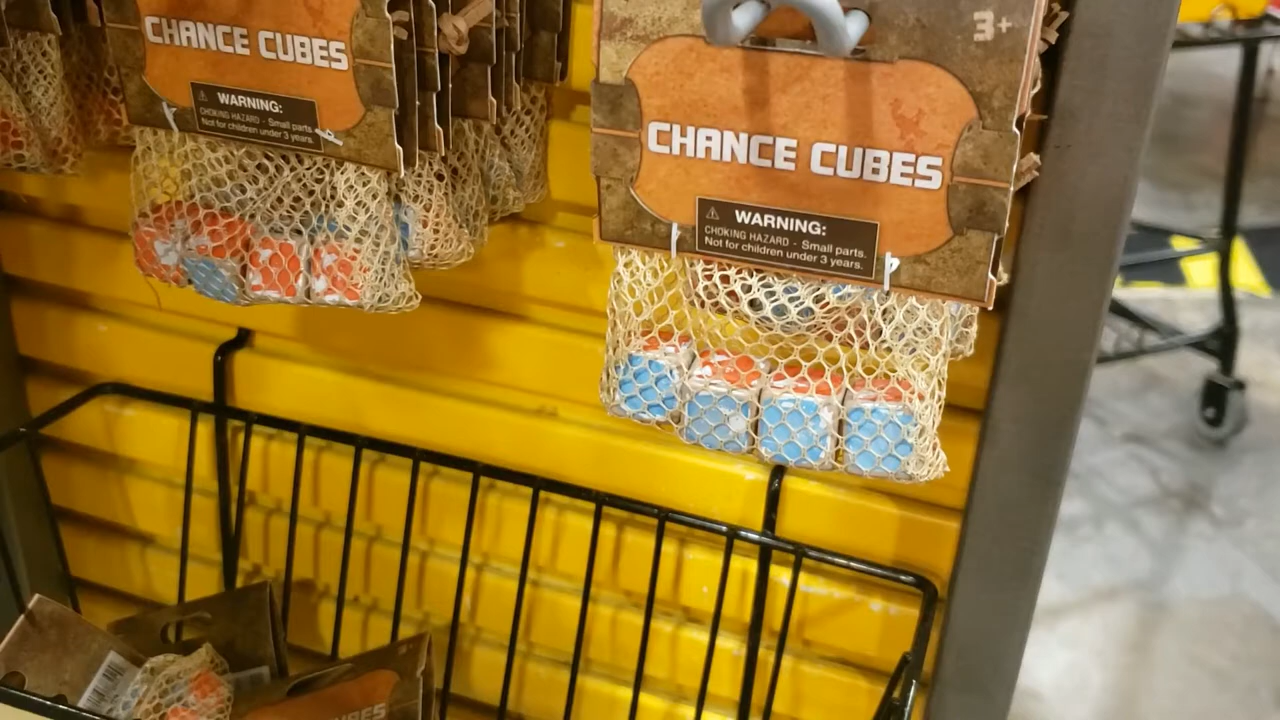 CHANCE CUBES
WARNING:
CHOKING HAZARD - Small parts.
Not for children under 3 years.
3+
CHANCE CUBES
WARNING:
CHOKING HAZARD - Small parts.
Not for children under 3 years.
UBES